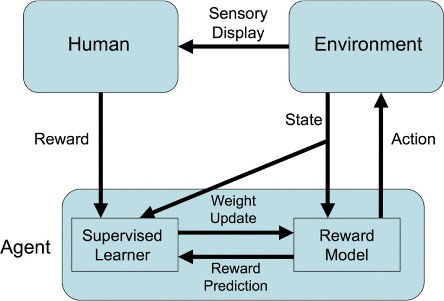 Human
Sensory
Display
Environment
Reward
State
Action
Agent
Supervised
Learner
Weight
Update
Reward
Prediction
Reward
Model